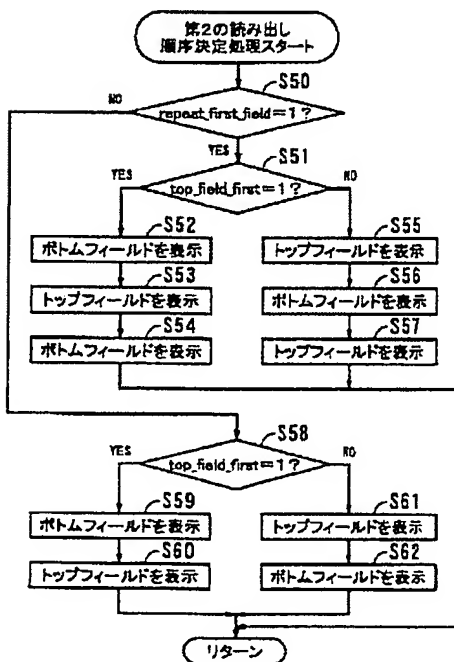 第2の読み出し
順序決定処理スタート
S50
NO
repeat_first_field=1?
YES
S51
YES
top_field_first=1?
NO
S52
ボトムフィールドを表示
S53
トップフィールドを表示
S54
ボトムフィールドを表示
S55
トップフィールドを表示
S56
ボトムフィールドを表示
S57
トップフィールドを表示
S58
YES
top_field_first=1?
NO
S59
ボトムフィールドを表示
S60
トップフィールドを表示
S61
トップフィールドを表示
S62
ボトムフィールドを表示
リターン